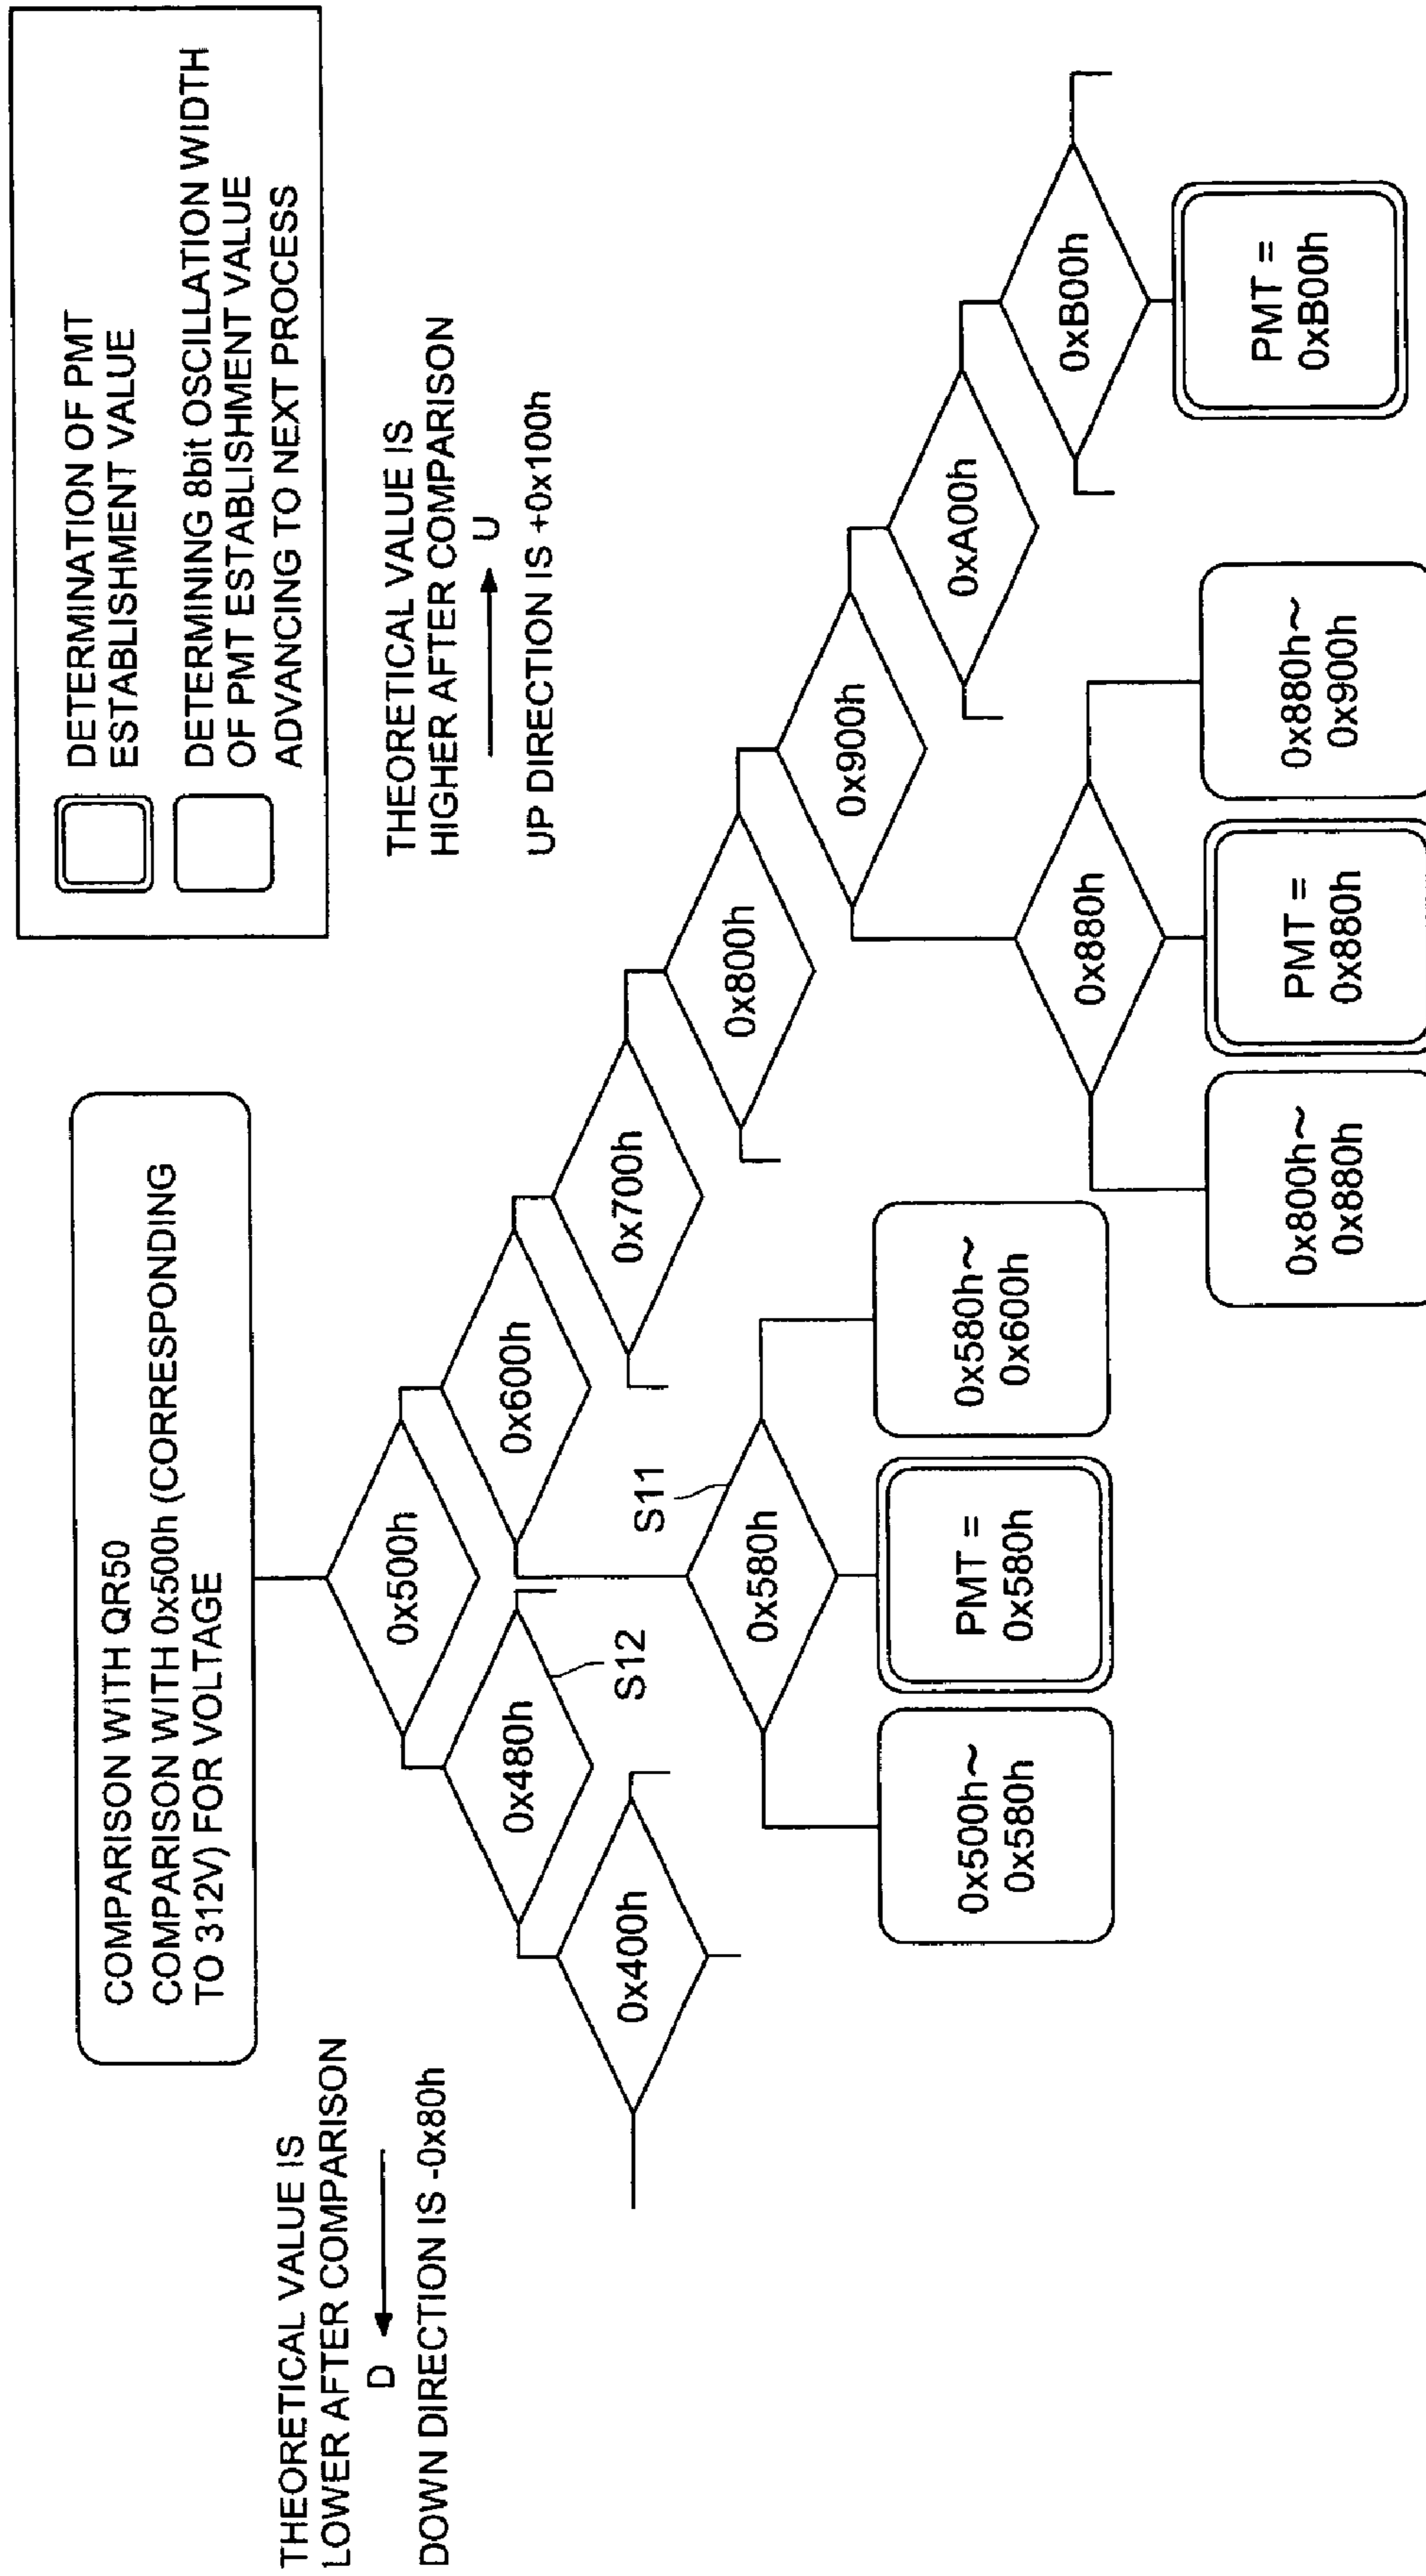 DETERMINATION OF PMT
ESTABLISHMENT VALUE
DETERMINING 8bit OSCILLATION WIDTH
OF PMT ESTABLISHMENT VALUE
ADVANCING TO NEXT PROCESS
COMPARISON WITH QR50
COMPARISON WITH 0x500h (CORRESPONDING
TO 312V) FOR VOLTAGE
THEORETICAL VALUE IS
LOWER AFTER COMPARISON
D
DOWN DIRECTION IS -0x80h
THEORETICAL VALUE IS
HIGHER AFTER COMPARISON
U
UP DIRECTION IS +0x100h
0x500h
0x480h
S12
0x600h
0x400h
0x700h
S11
0x580h
0x800h
0x900h
0x500h~
0x580h
PMT =
0x580h
0x580h~
0x600h
0xA00h
0x880h
0xB00h
0x800h~
0x880h
PMT =
0x880h
0x880h~
0x900h
PMT =
0xB00h